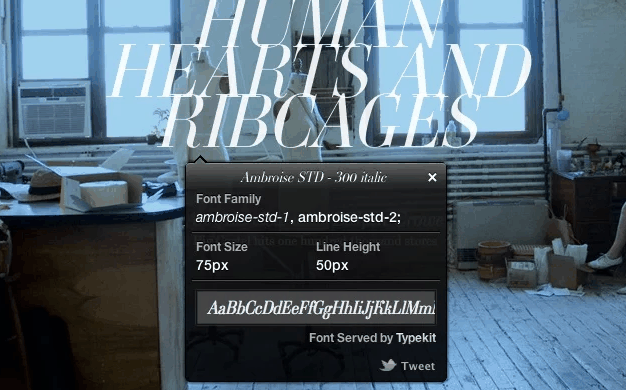 HUMAN
HEARTS AND
RIBCAGES
Ambroise STD - 300 italic ×
Font Family
ambroise-std-1, ambroise-std-2;
Font Size Line Height
75px 50px
AaBbCcDdEeFfGgHhIiJjKkLlMm
Font Served by Typekit
Tweet